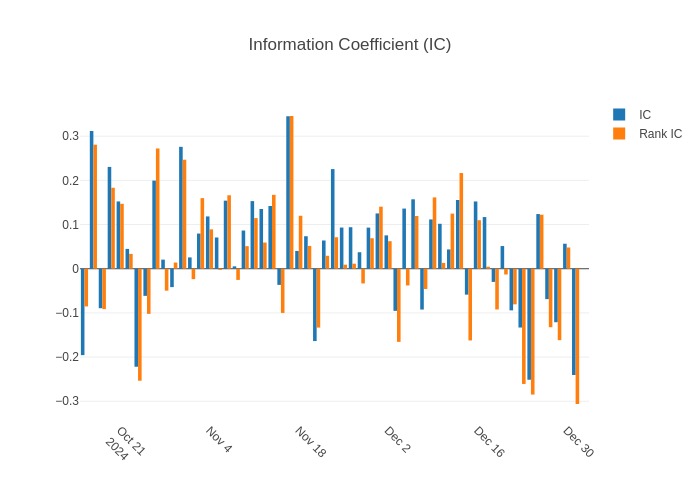 Information Coefficient (IC)
IC
Rank IC
0.3
0.2
0.1
0
−0.1
−0.2
−0.3
Oct 21
2024
Nov 4
Nov 18
Dec 2
Dec 16
Dec 30